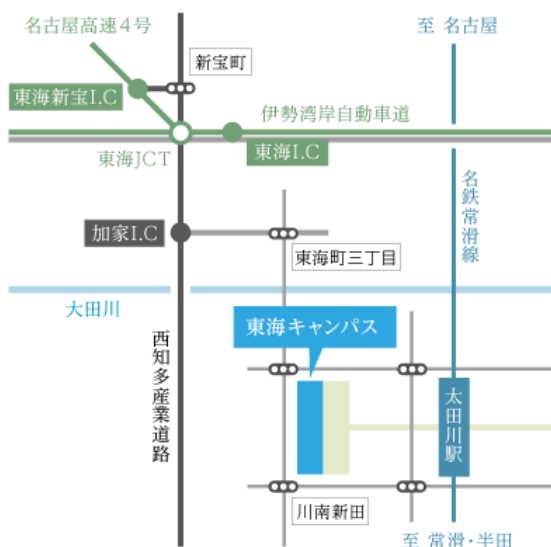 名古屋高速4号
至 名古屋
新宝町
東海新宝I.C
伊勢湾岸自動車道
東海JCT
東海I.C
名鉄常滑線
加家I.C
東海町三丁目
大田川
東海キャンパス
西知多産業道路
太田川駅
川南新田
至 常滑・半田